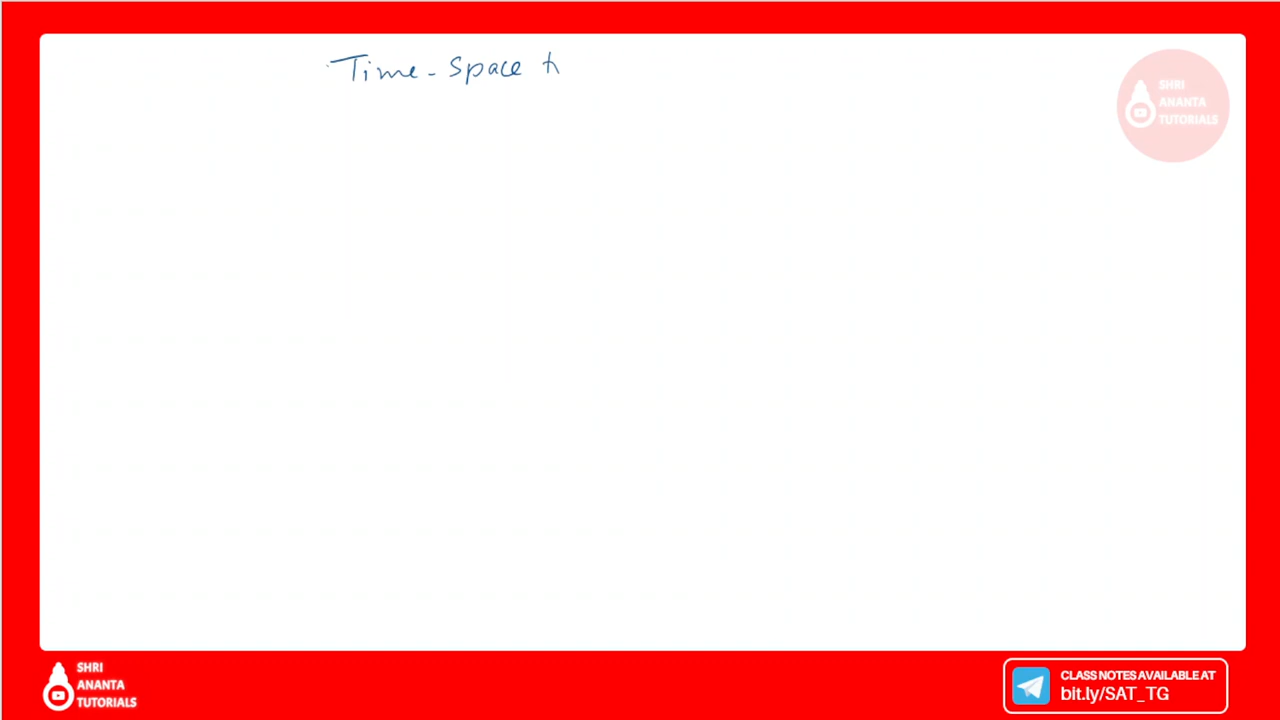 Time - Space t
SHRI
ANANTA
TUTORIALS
SHRI
ANANTA
TUTORIALS
CLASS NOTES AVAILABLE AT
bit.ly/SAT_TG